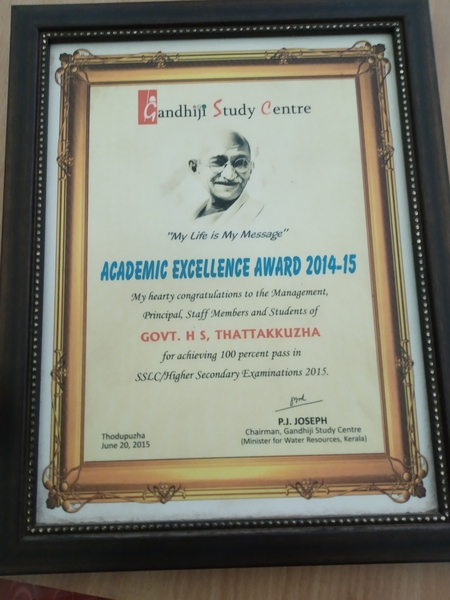 Gandhiji Study Centre
"My Life is My Message"
ACADEMIC EXCELLENCE AWARD 2014-15
My hearty congratulations to the Management,
Principal, Staff Members and Students of
GOVT. H S, THATTAKKUZHA
for achieving 100 percent pass in
SSLC/Higher Secondary Examinations 2015.
P.J. JOSEPH
Chairman, Gandhiji Study Centre
(Minister for Water Resources, Kerala)
Thodupuzha
June 20, 2015